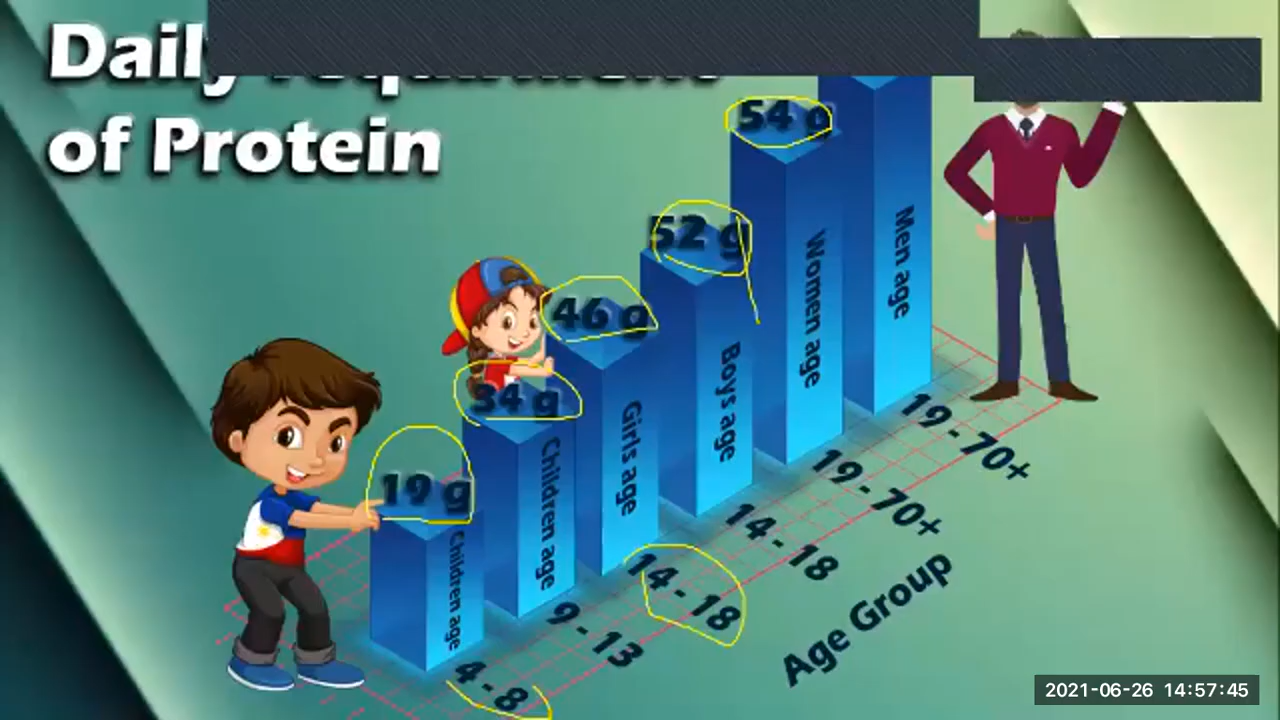 Daily
of Protein
54 g
52 g
46 g
34 g
19 g
Men age
Women age
Boys age
Girls age
Children age
Children age
19 - 70+
19 - 70+
14 - 18
14 - 18
9 - 13
4 - 8
Age Group
2021-06-26 14:57:45